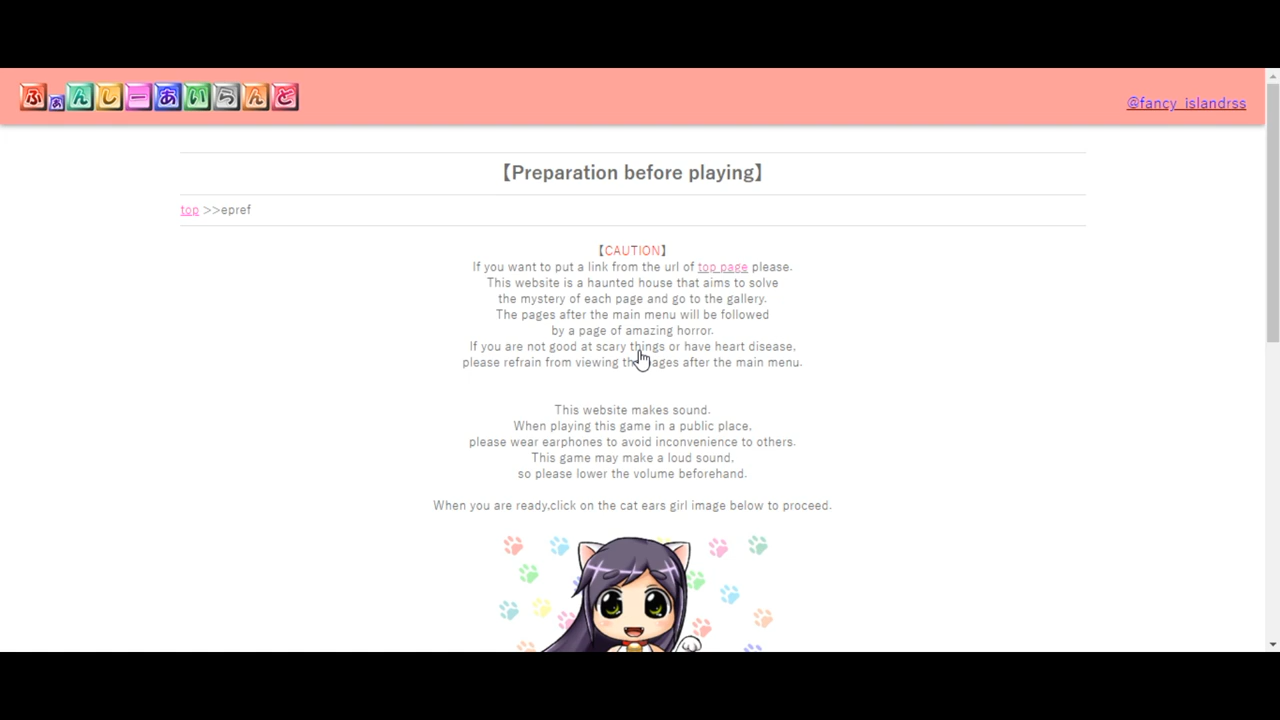 ふぁんしーあいらんど
@fancy_islandrss
【Preparation before playing】
top >>epref
【CAUTION】
If you want to put a link from the url of top page please.
This website is a haunted house that aims to solve
the mystery of each page and go to the gallery.
The pages after the main menu will be followed
by a page of amazing horror.
If you are not good at scary things or have heart disease,
please refrain from viewing the pages after the main menu.
This website makes sound.
When playing this game in a public place,
please wear earphones to avoid inconvenience to others.
This game may make a loud sound,
so please lower the volume beforehand.
When you are ready,click on the cat ears girl image below to proceed.